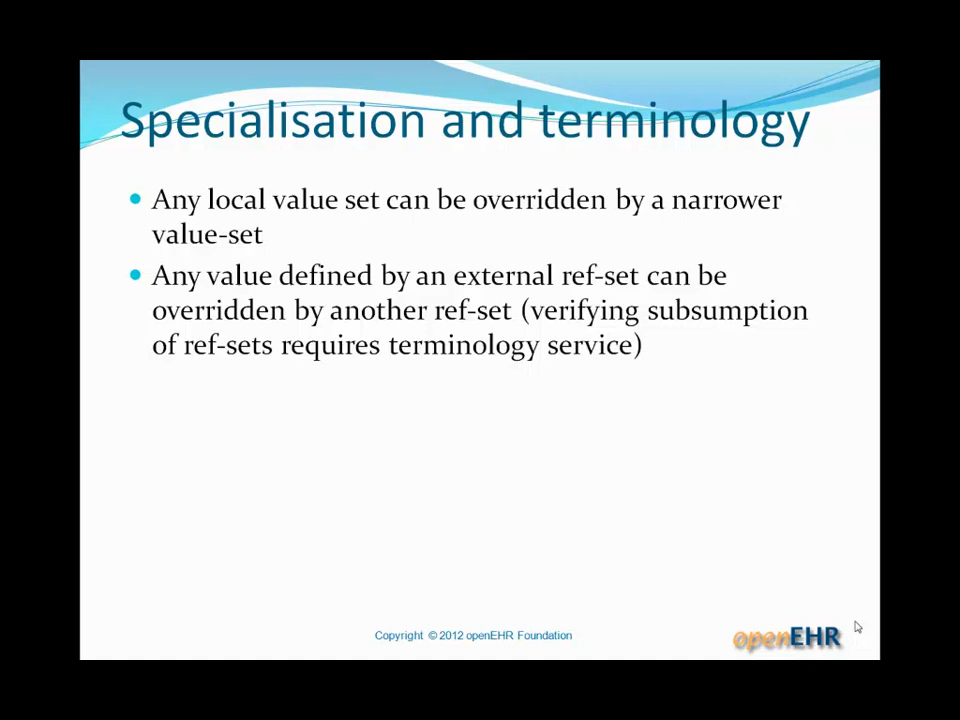 Specialisation and terminology
• Any local value set can be overridden by a narrower
value-set
• Any value defined by an external ref-set can be
overridden by another ref-set (verifying subsumption
of ref-sets requires terminology service)
Copyright © 2012 openEHR Foundation
openEHR